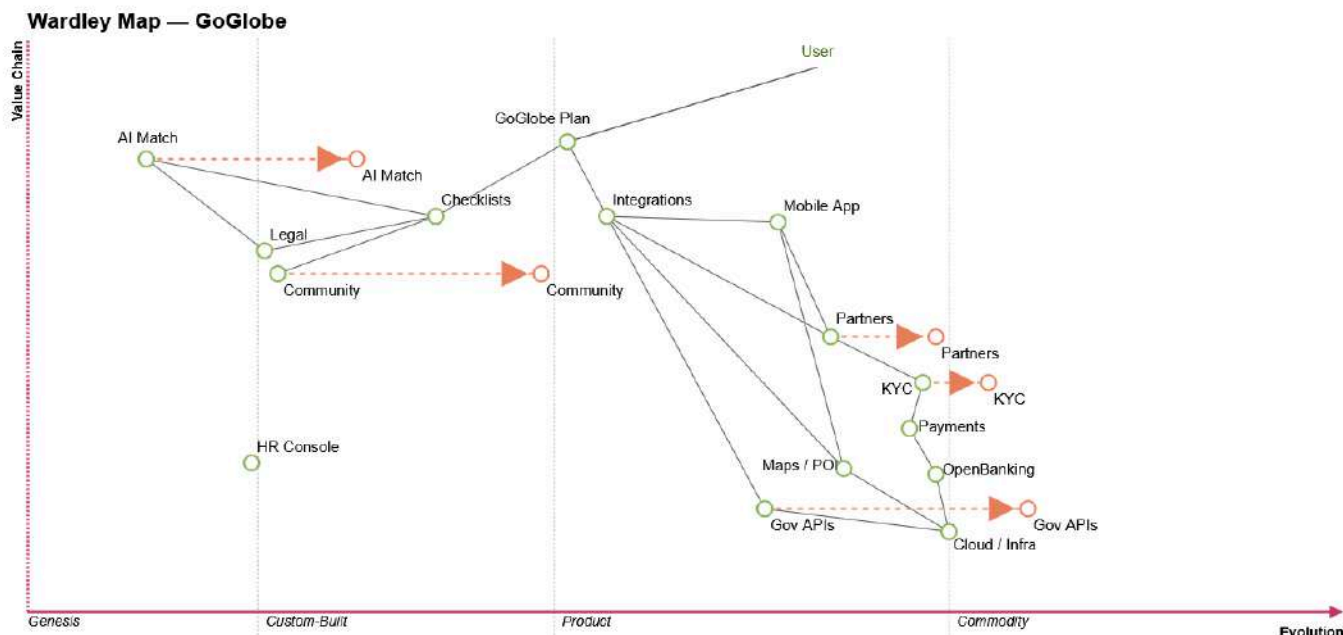 Wardley Map — GoGlobe
Value Chain
User
GoGlobe Plan
AI Match
AI Match
Checklists
Integrations
Mobile App
Legal
Community
Community
Partners
Partners
KYC
KYC
Payments
HR Console
Maps / POI
OpenBanking
Gov APIs
Gov APIs
Cloud / Infra
Genesis
Custom-Built
Product
Commodity
Evolution